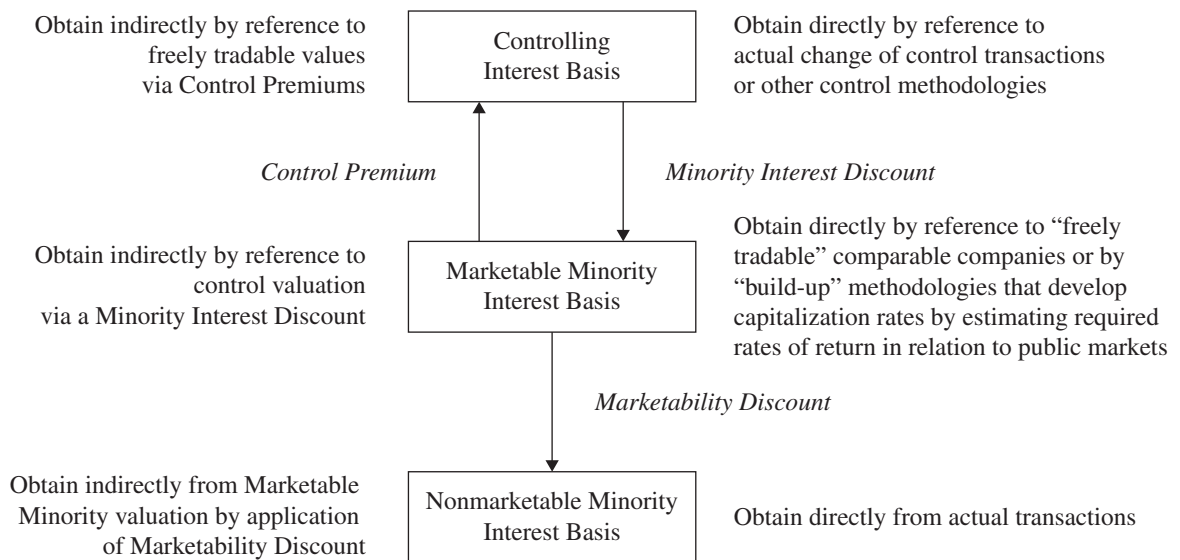 Obtain indirectly by reference to
freely tradable values
via Control Premiums
Controlling
Interest Basis
Obtain directly by reference to
actual change of control transactions
or other control methodologies
Control Premium
Minority Interest Discount
Obtain indirectly by reference to
control valuation
via a Minority Interest Discount
Marketable Minority
Interest Basis
Obtain directly by reference to “freely
tradable” comparable companies or by
“build-up” methodologies that develop
capitalization rates by estimating required
rates of return in relation to public markets
Marketability Discount
Obtain indirectly from Marketable
Minority valuation by application
of Marketability Discount
Nonmarketable Minority
Interest Basis
Obtain directly from actual transactions